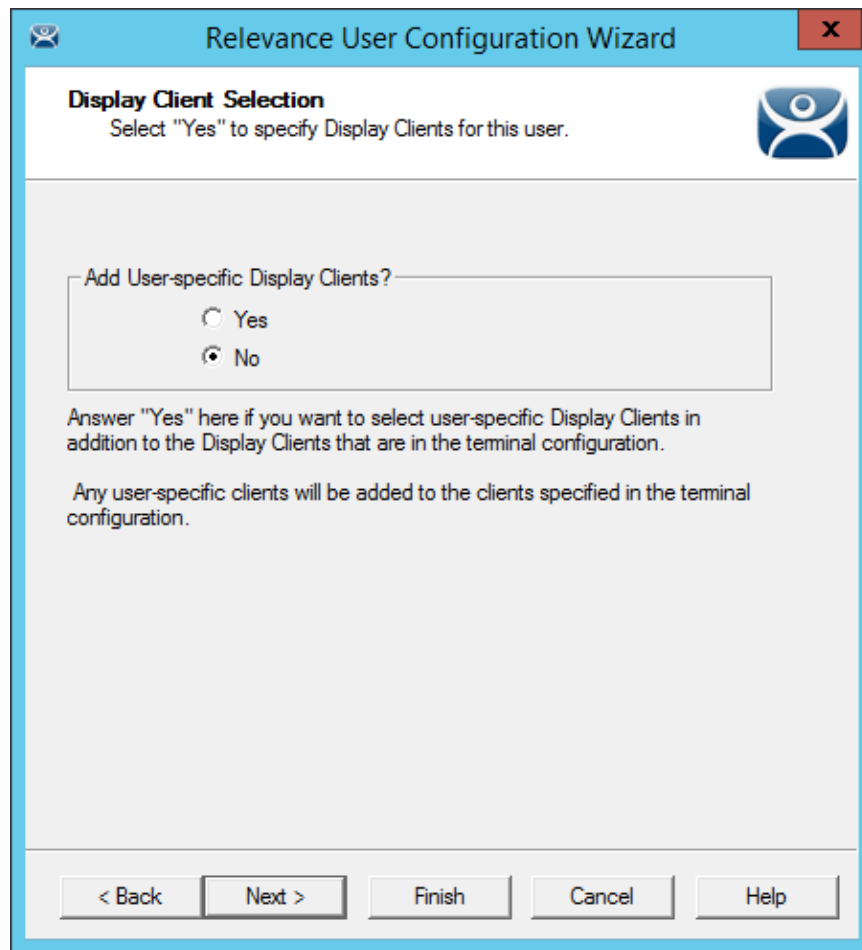 Relevance User Configuration Wizard
x
Display Client Selection
Select "Yes" to specify Display Clients for this user.
Add User-specific Display Clients?
Yes
No
Answer "Yes" here if you want to select user-specific Display Clients in
addition to the Display Clients that are in the terminal configuration.
Any user-specific clients will be added to the clients specified in the terminal
configuration.
< Back
Next >
Finish
Cancel
Help